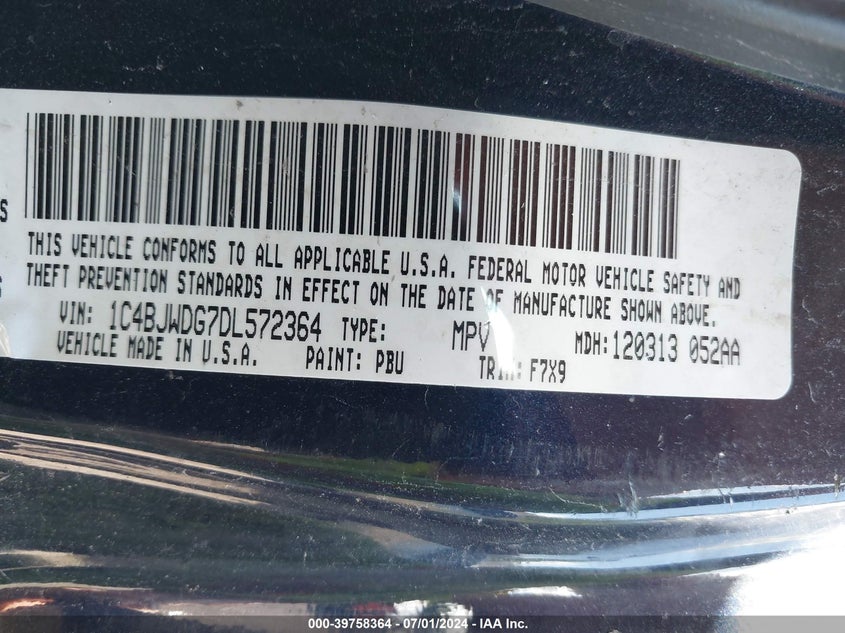 S
THIS VEHICLE CONFORMS TO ALL APPLICABLE U.S.A. FEDERAL MOTOR VEHICLE SAFETY AND
THEFT PREVENTION STANDARDS IN EFFECT ON THE DATE OF MANUFACTURE SHOWN ABOVE.
VIN: 1C4BJWDG7DL572364 TYPE: MPV MDH:120313 052AA
VEHICLE MADE IN U.S.A. PAINT: PBU TRIM: F7X9
000-39758364 / 07/01/2024 / IAA Inc.